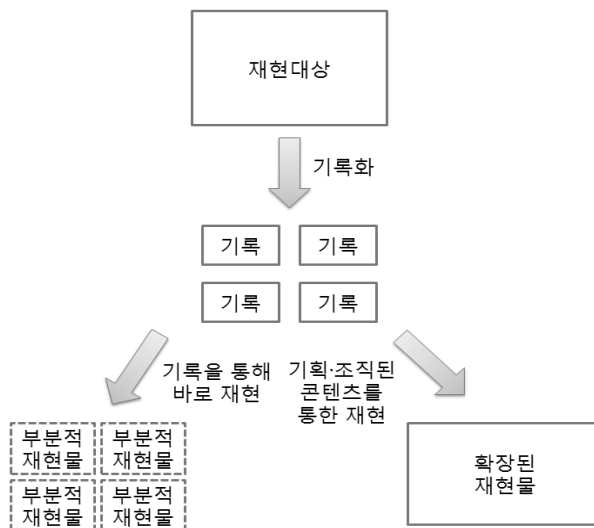 재현대상
기록화
기록 기록
기록 기록
기록을 통해
바로 재현
기획·조직된
콘텐츠를
통한 재현
부분적
재현물
부분적
재현물
부분적
재현물
부분적
재현물
확장된
재현물